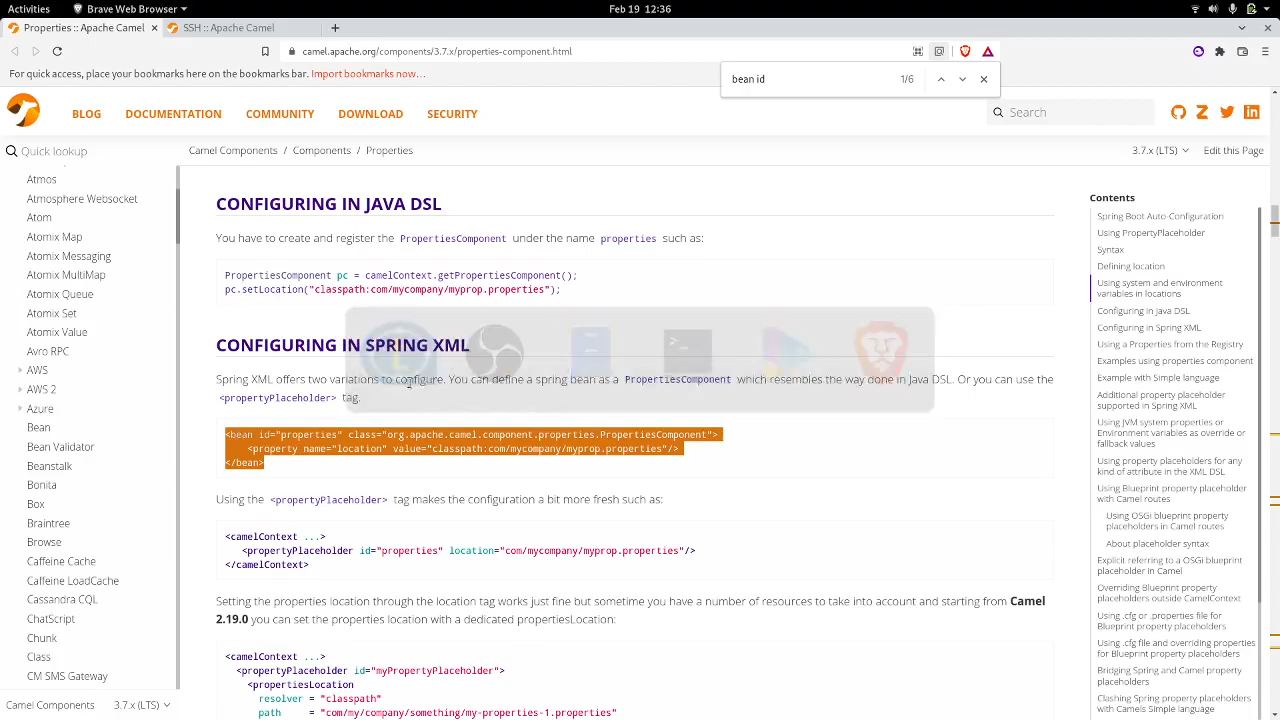 Activities
Brave Web Browser
Feb 19 12:36
Properties :: Apache Camel
SSH :: Apache Camel
camel.apache.org/components/3.7.x/properties-component.html
For quick access, place your bookmarks here on the bookmarks bar. Import bookmarks now…
bean id
1/6
BLOG
DOCUMENTATION
COMMUNITY
DOWNLOAD
SECURITY
Search
Quick lookup
Camel Components / Components / Properties
3.7.x (LTS)
Edit this Page
Atmos
Atmosphere Websocket
Atom
Atomix Map
Atomix Messaging
Atomix MultiMap
Atomix Queue
Atomix Set
Atomix Value
Avro RPC
AWS
AWS 2
Azure
Bean
Bean Validator
Beanstalk
Bonita
Box
Braintree
Browse
Caffeine Cache
Caffeine LoadCache
Cassandra CQL
ChatScript
Chunk
Class
CM SMS Gateway
Camel Components
3.7.x (LTS)
CONFIGURING IN JAVA DSL
You have to create and register the PropertiesComponent under the name properties such as:
PropertiesComponent pc = camelContext.getPropertiesComponent();
pc.setLocation("classpath:com/mycompany/myprop.properties");
CONFIGURING IN SPRING XML
Spring XML offers two variations to configure. You can define a spring bean as a PropertiesComponent which resembles the way done in Java DSL. Or you can use the
<propertyPlaceholder> tag.
<bean id="properties" class="org.apache.camel.component.properties.PropertiesComponent">
<property name="location" value="classpath:com/mycompany/myprop.properties"/>
</bean>
Using the <propertyPlaceholder> tag makes the configuration a bit more fresh such as:
<camelContext ...>
<propertyPlaceholder id="properties" location="com/mycompany/myprop.properties"/>
</camelContext>
Setting the properties location through the location tag works just fine but sometime you have a number of resources to take into account and starting from Camel
2.19.0 you can set the properties location with a dedicated propertiesLocation:
<camelContext ...>
<propertyPlaceholder id="myPropertyPlaceholder">
<propertiesLocation
resolver = "classpath"
path = "com/my/company/something/my-properties-1.properties"
Contents
Spring Boot Auto-Configuration
Using PropertyPlaceholder
Syntax
Defining location
Using system and environment
variables in locations
Configuring in Java DSL
Configuring in Spring XML
Using a Properties from the Registry
Examples using properties component
Example with Simple language
Additional property placeholder
supported in Spring XML
Using JVM system properties or
Environment variables as override or
fallback values
Using property placeholders for any
kind of attribute in the XML DSL
Using Blueprint property placeholder
with Camel routes
Using OSGi blueprint property
placeholders in Camel routes
About placeholder syntax
Explicit referring to a OSGi blueprint
placeholder in Camel
Overriding Blueprint property
placeholders outside CamelContext
Using .cfg or .properties file for
Blueprint property placeholders
Using .cfg file and overriding properties
for Blueprint property placeholders
Bridging Spring and Camel property
placeholders
Clashing Spring property placeholders
with Camels Simple language